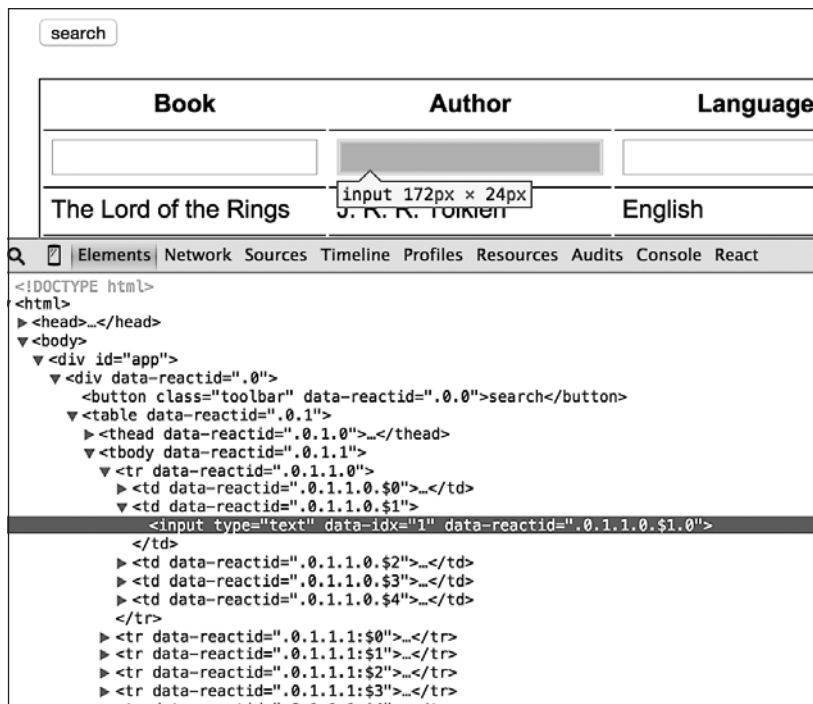 search
Book Author Language
input 172px × 24px
The Lord of the Rings J. R. R. Tolkien English
Elements Network Sources Timeline Profiles Resources Audits Console React
<!DOCTYPE html>
▼<html>
▶<head>…</head>
▼<body>
▼<div id="app">
▼<div data-reactid=".0">
<button class="toolbar" data-reactid=".0.0">search</button>
▼<table data-reactid=".0.1">
▶<thead data-reactid=".0.1.0">…</thead>
▼<tbody data-reactid=".0.1.1">
▼<tr data-reactid=".0.1.1.0">
▶<td data-reactid=".0.1.1.0.$0">…</td>
▼<td data-reactid=".0.1.1.0.$1">
<input type="text" data-idx="1" data-reactid=".0.1.1.0.$1.0">
</td>
▶<td data-reactid=".0.1.1.0.$2">…</td>
▶<td data-reactid=".0.1.1.0.$3">…</td>
▶<td data-reactid=".0.1.1.0.$4">…</td>
</tr>
▶<tr data-reactid=".0.1.1.1:$0">…</tr>
▶<tr data-reactid=".0.1.1.1:$1">…</tr>
▶<tr data-reactid=".0.1.1.1:$2">…</tr>
▶<tr data-reactid=".0.1.1.1:$3">…</tr>